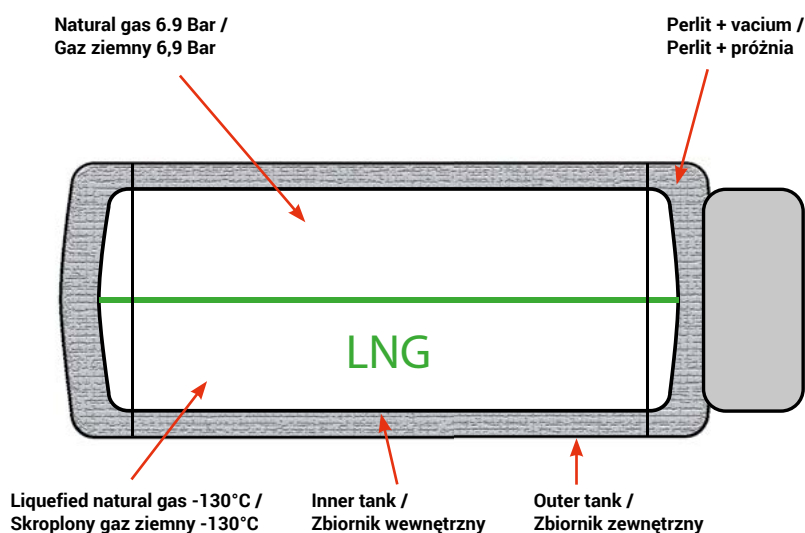 Natural gas 6.9 Bar /
Gaz ziemny 6,9 Bar
Perlit + vacium /
Perlit + próżnia
LNG
Liquefied natural gas -130°C /
Skroplony gaz ziemny -130°C
Inner tank /
Zbiornik wewnętrzny
Outer tank /
Zbiornik zewnętrzny